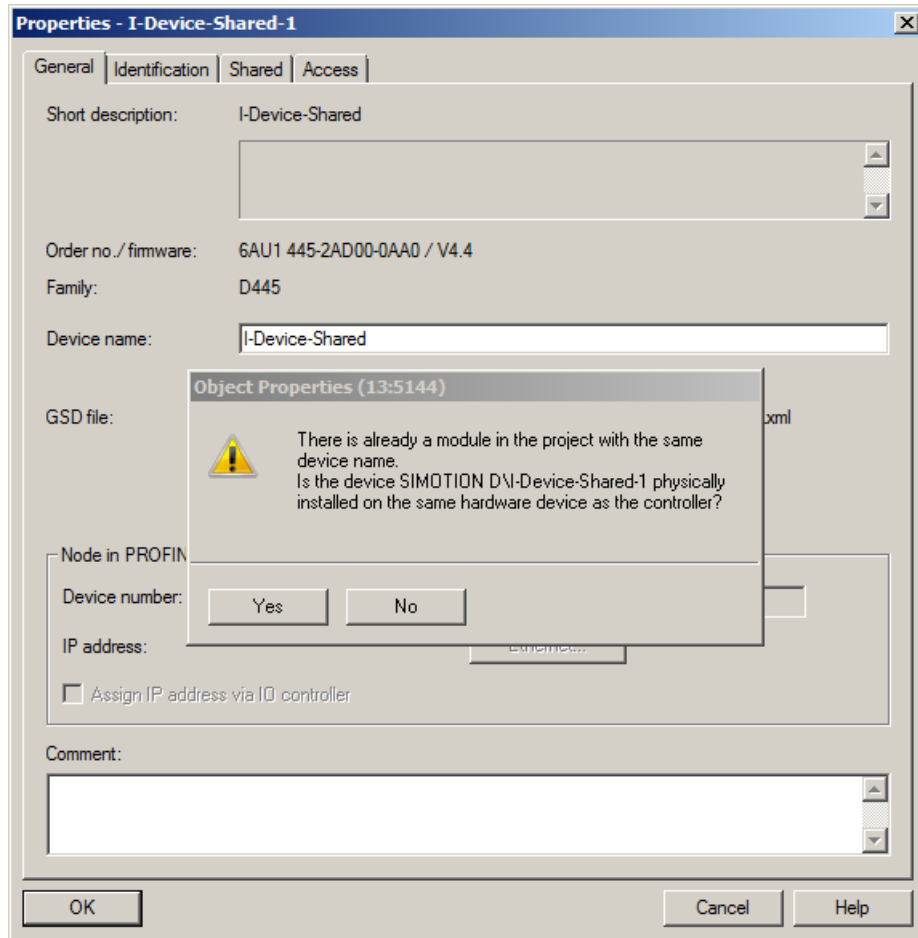 Properties - I-Device-Shared-1
General Identification Shared Access
Short description: I-Device-Shared
Order no./ firmware: 6AU1 445-2AD00-0AA0 / V4.4
Family: D445
Device name: I-Device-Shared
Object Properties (13:5144)
GSD file: .xml
There is already a module in the project with the same
device name.
Is the device SIMOTION D\I-Device-Shared-1 physically
installed on the same hardware device as the controller?
Node in PROFIN
Device number:
Yes No
IP address: Ethernet...
Assign IP address via IO controller
Comment:
OK Cancel Help